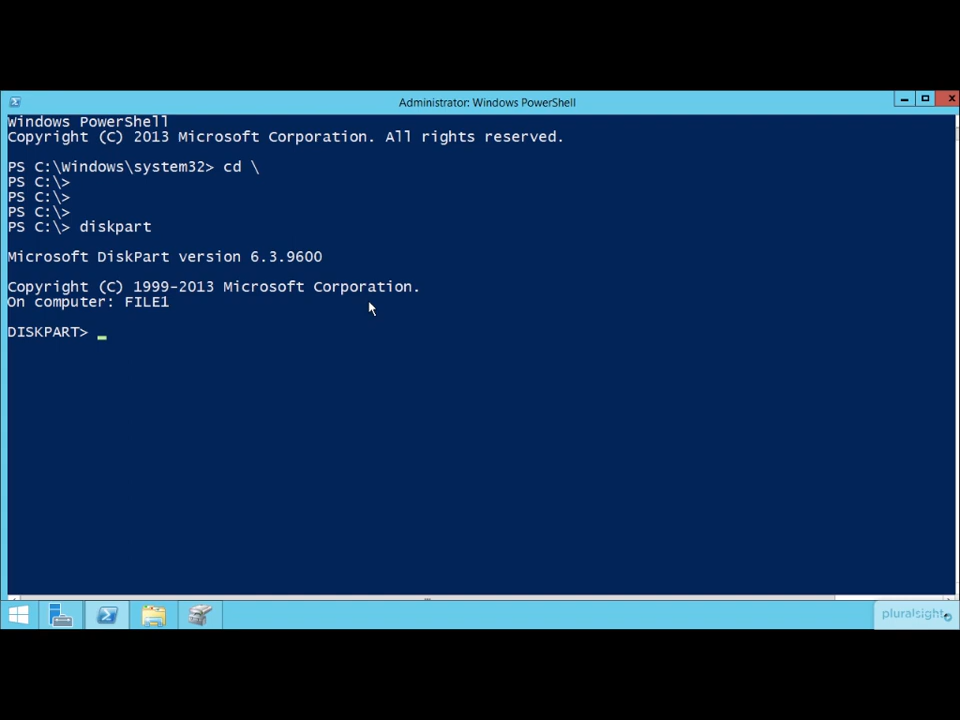 Administrator: Windows PowerShell
Windows PowerShell
Copyright (C) 2013 Microsoft Corporation. All rights reserved.
PS C:\Windows\system32> cd \
PS C:\>
PS C:\>
PS C:\>
PS C:\> diskpart
Microsoft DiskPart version 6.3.9600
Copyright (C) 1999-2013 Microsoft Corporation.
On computer: FILE1
DISKPART>
pluralsight